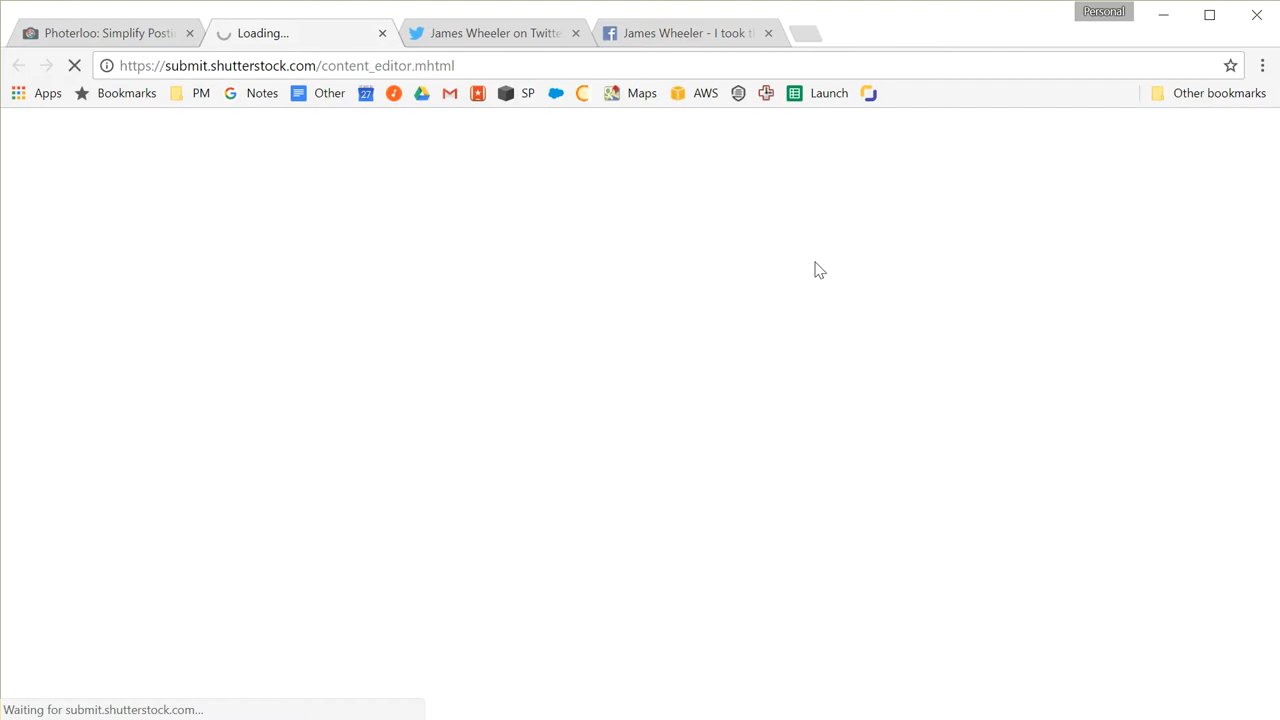 Personal
Photerloo: Simplify Posti
Loading...
James Wheeler on Twitte
James Wheeler - I took t
https://submit.shutterstock.com/content_editor.mhtml
Apps Bookmarks PM Notes Other 27 SP Maps AWS Launch Other bookmarks
Waiting for submit.shutterstock.com...